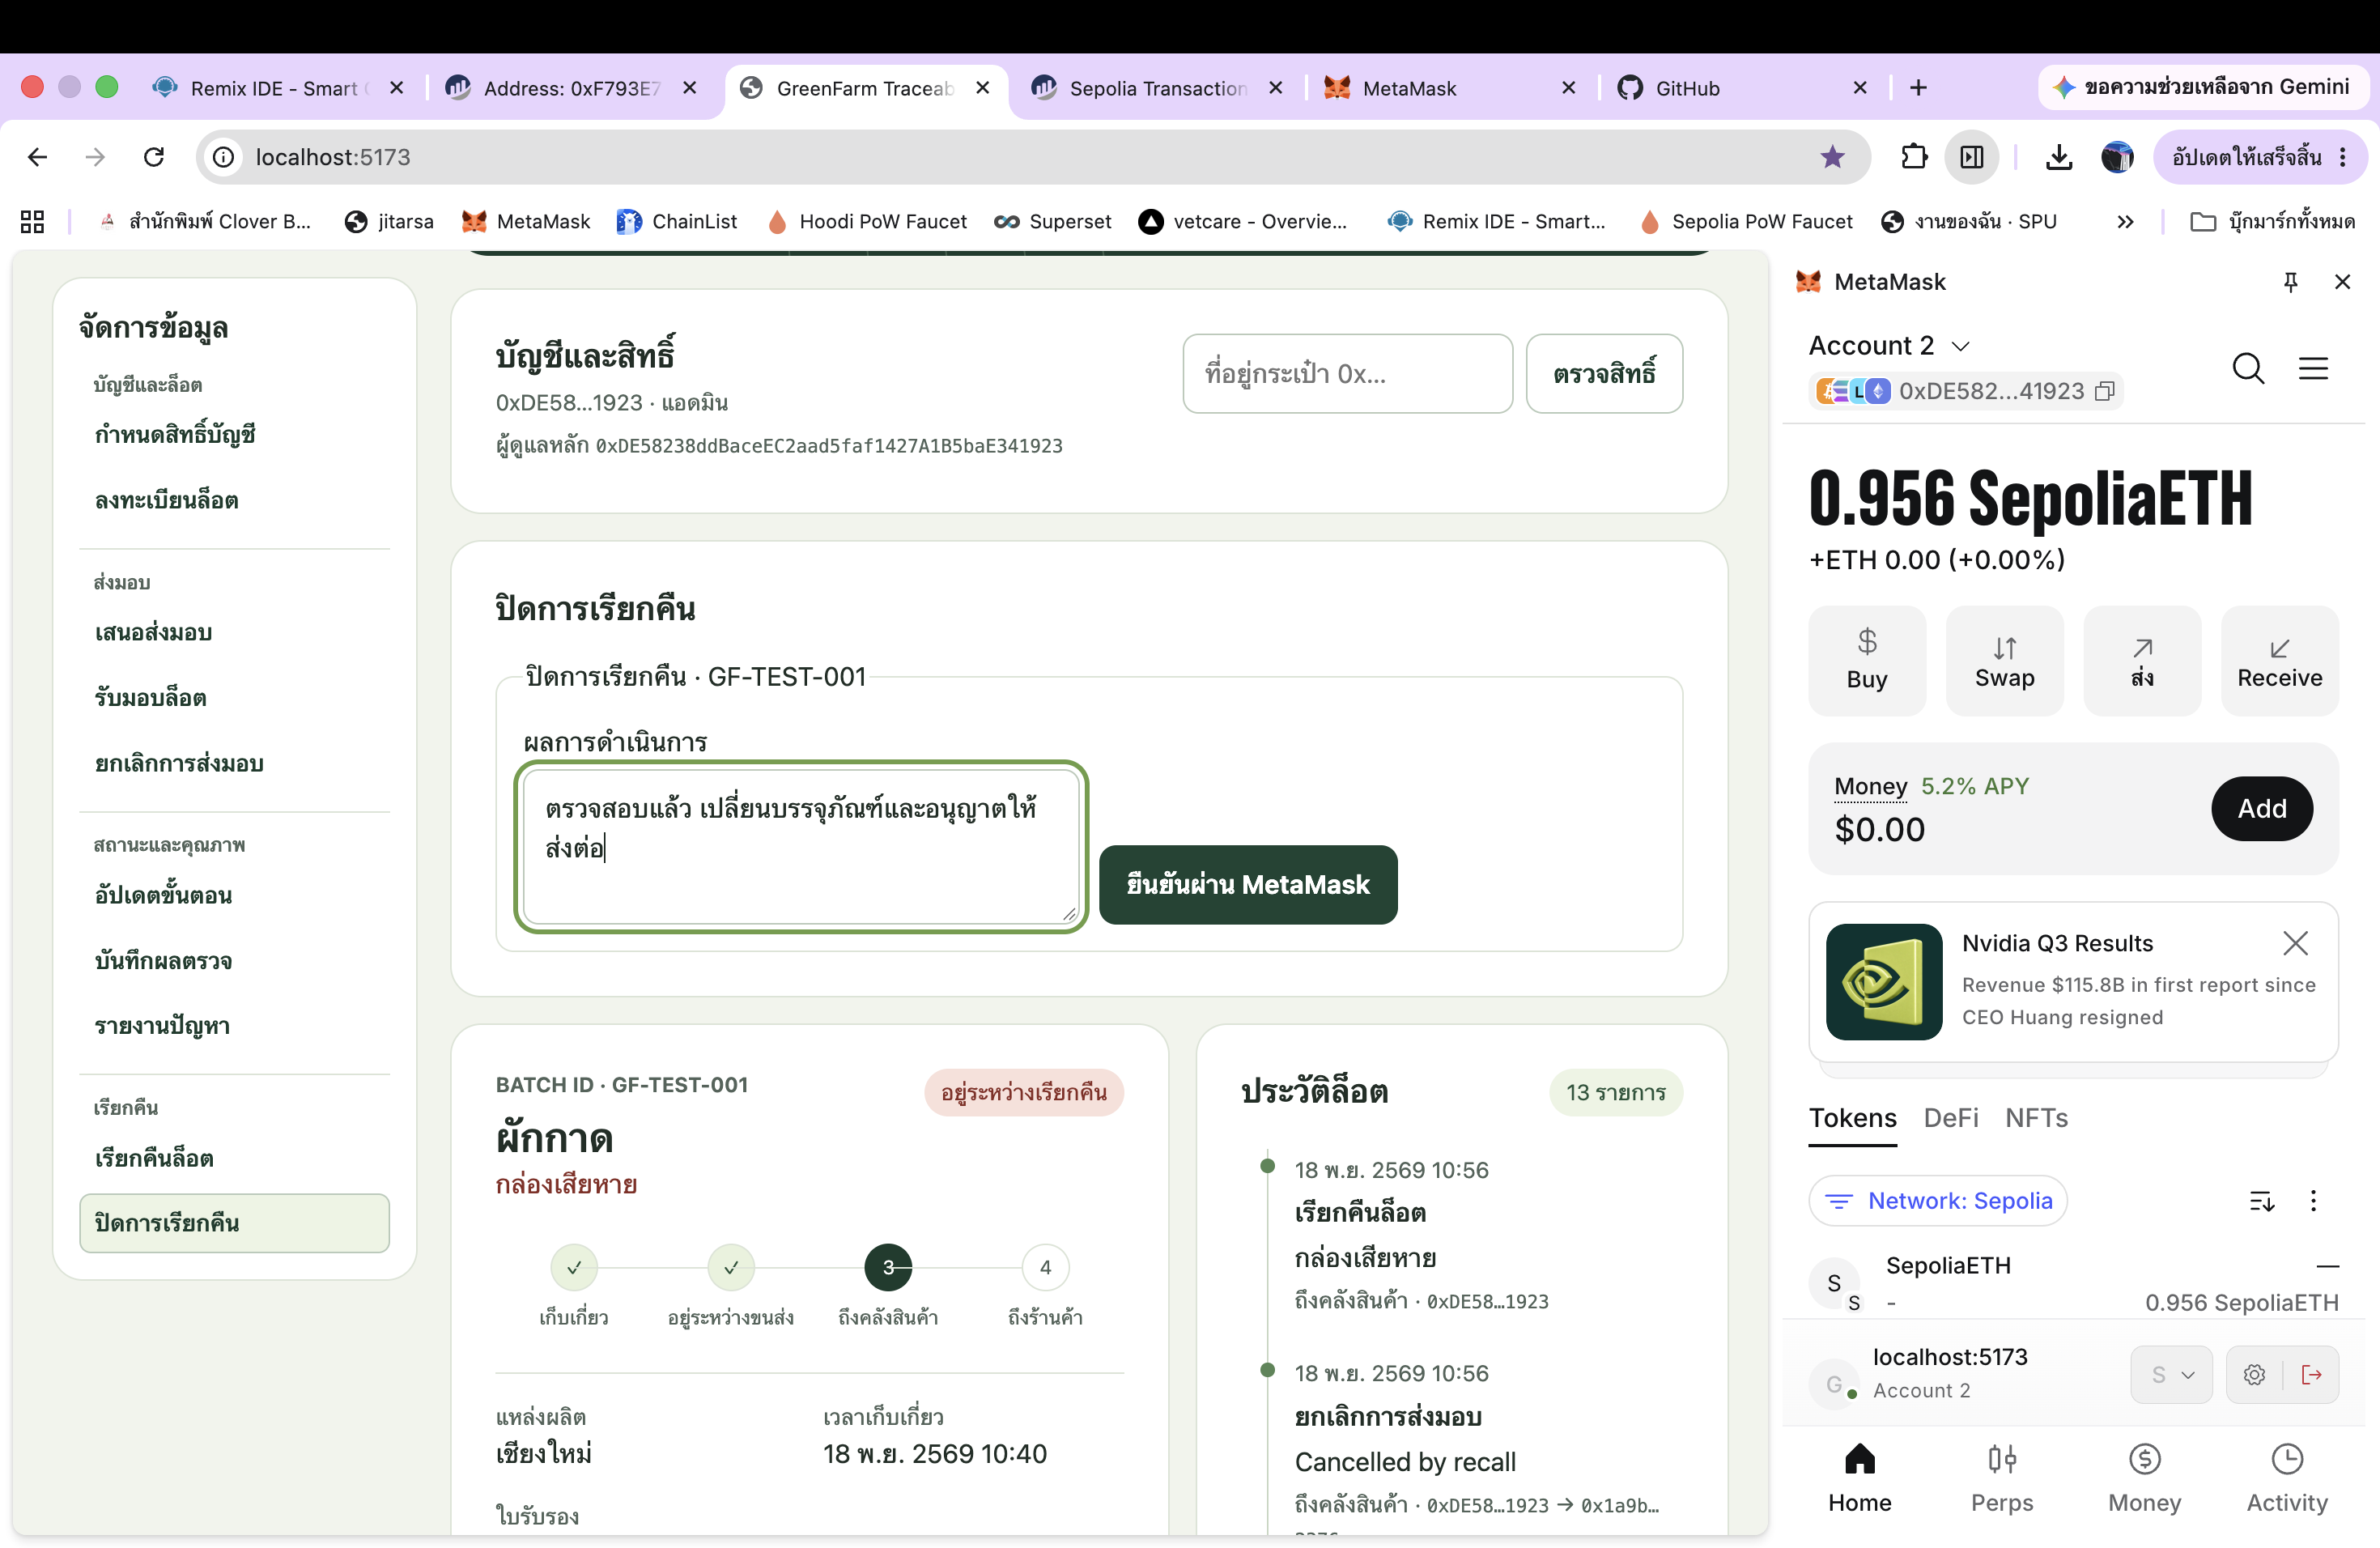 Remix IDE - Smart C
Address: 0xF793E7
GreenFarm Traceab
Sepolia Transaction
MetaMask
GitHub
ขอความช่วยเหลือจาก Gemini
localhost:5173
อัปเดตให้เสร็จสิ้น
สำนักพิมพ์ Clover B...
jitarsa
MetaMask
ChainList
Hoodi PoW Faucet
Superset
vetcare - Overvie...
Remix IDE - Smart...
Sepolia PoW Faucet
งานของฉัน · SPU
บุ๊กมาร์กทั้งหมด
จัดการข้อมูล
บัญชีและล็อต
กำหนดสิทธิ์บัญชี
ลงทะเบียนล็อต
ส่งมอบ
เสนอส่งมอบ
รับมอบล็อต
ยกเลิกการส่งมอบ
สถานะและคุณภาพ
อัปเดตขั้นตอน
บันทึกผลตรวจ
รายงานปัญหา
เรียกคืน
เรียกคืนล็อต
ปิดการเรียกคืน
บัญชีและสิทธิ์
0xDE58…1923 · แอดมิน
ผู้ดูแลหลัก 0xDE58238ddBaceEC2aad5faf1427A1B5baE341923
ที่อยู่กระเป๋า 0x...
ตรวจสิทธิ์
ปิดการเรียกคืน
ปิดการเรียกคืน · GF-TEST-001
ผลการดำเนินการ
ตรวจสอบแล้ว เปลี่ยนบรรจุภัณฑ์และอนุญาตให้
ส่งต่อ
ยืนยันผ่าน MetaMask
BATCH ID · GF-TEST-001
อยู่ระหว่างเรียกคืน
ผักกาด
กล่องเสียหาย
3
4
เก็บเกี่ยว
อยู่ระหว่างขนส่ง
ถึงคลังสินค้า
ถึงร้านค้า
แหล่งผลิต
เชียงใหม่
เวลาเก็บเกี่ยว
18 พ.ย. 2569 10:40
ใบรับรอง
ประวัติล็อต
13 รายการ
18 พ.ย. 2569 10:56
เรียกคืนล็อต
กล่องเสียหาย
ถึงคลังสินค้า · 0xDE58…1923
18 พ.ย. 2569 10:56
ยกเลิกการส่งมอบ
Cancelled by recall
ถึงคลังสินค้า · 0xDE58…1923 → 0x1a9b…
MetaMask
Account 2
0xDE582...41923
0.956 SepoliaETH
+ETH 0.00 (+0.00%)
Buy
Swap
ส่ง
Receive
Money 5.2% APY
$0.00
Add
Nvidia Q3 Results
Revenue $115.8B in first report since
CEO Huang resigned
Tokens
DeFi
NFTs
Network: Sepolia
S
S
SepoliaETH
-
—
0.956 SepoliaETH
G
localhost:5173
Account 2
S
Home
Perps
Money
Activity